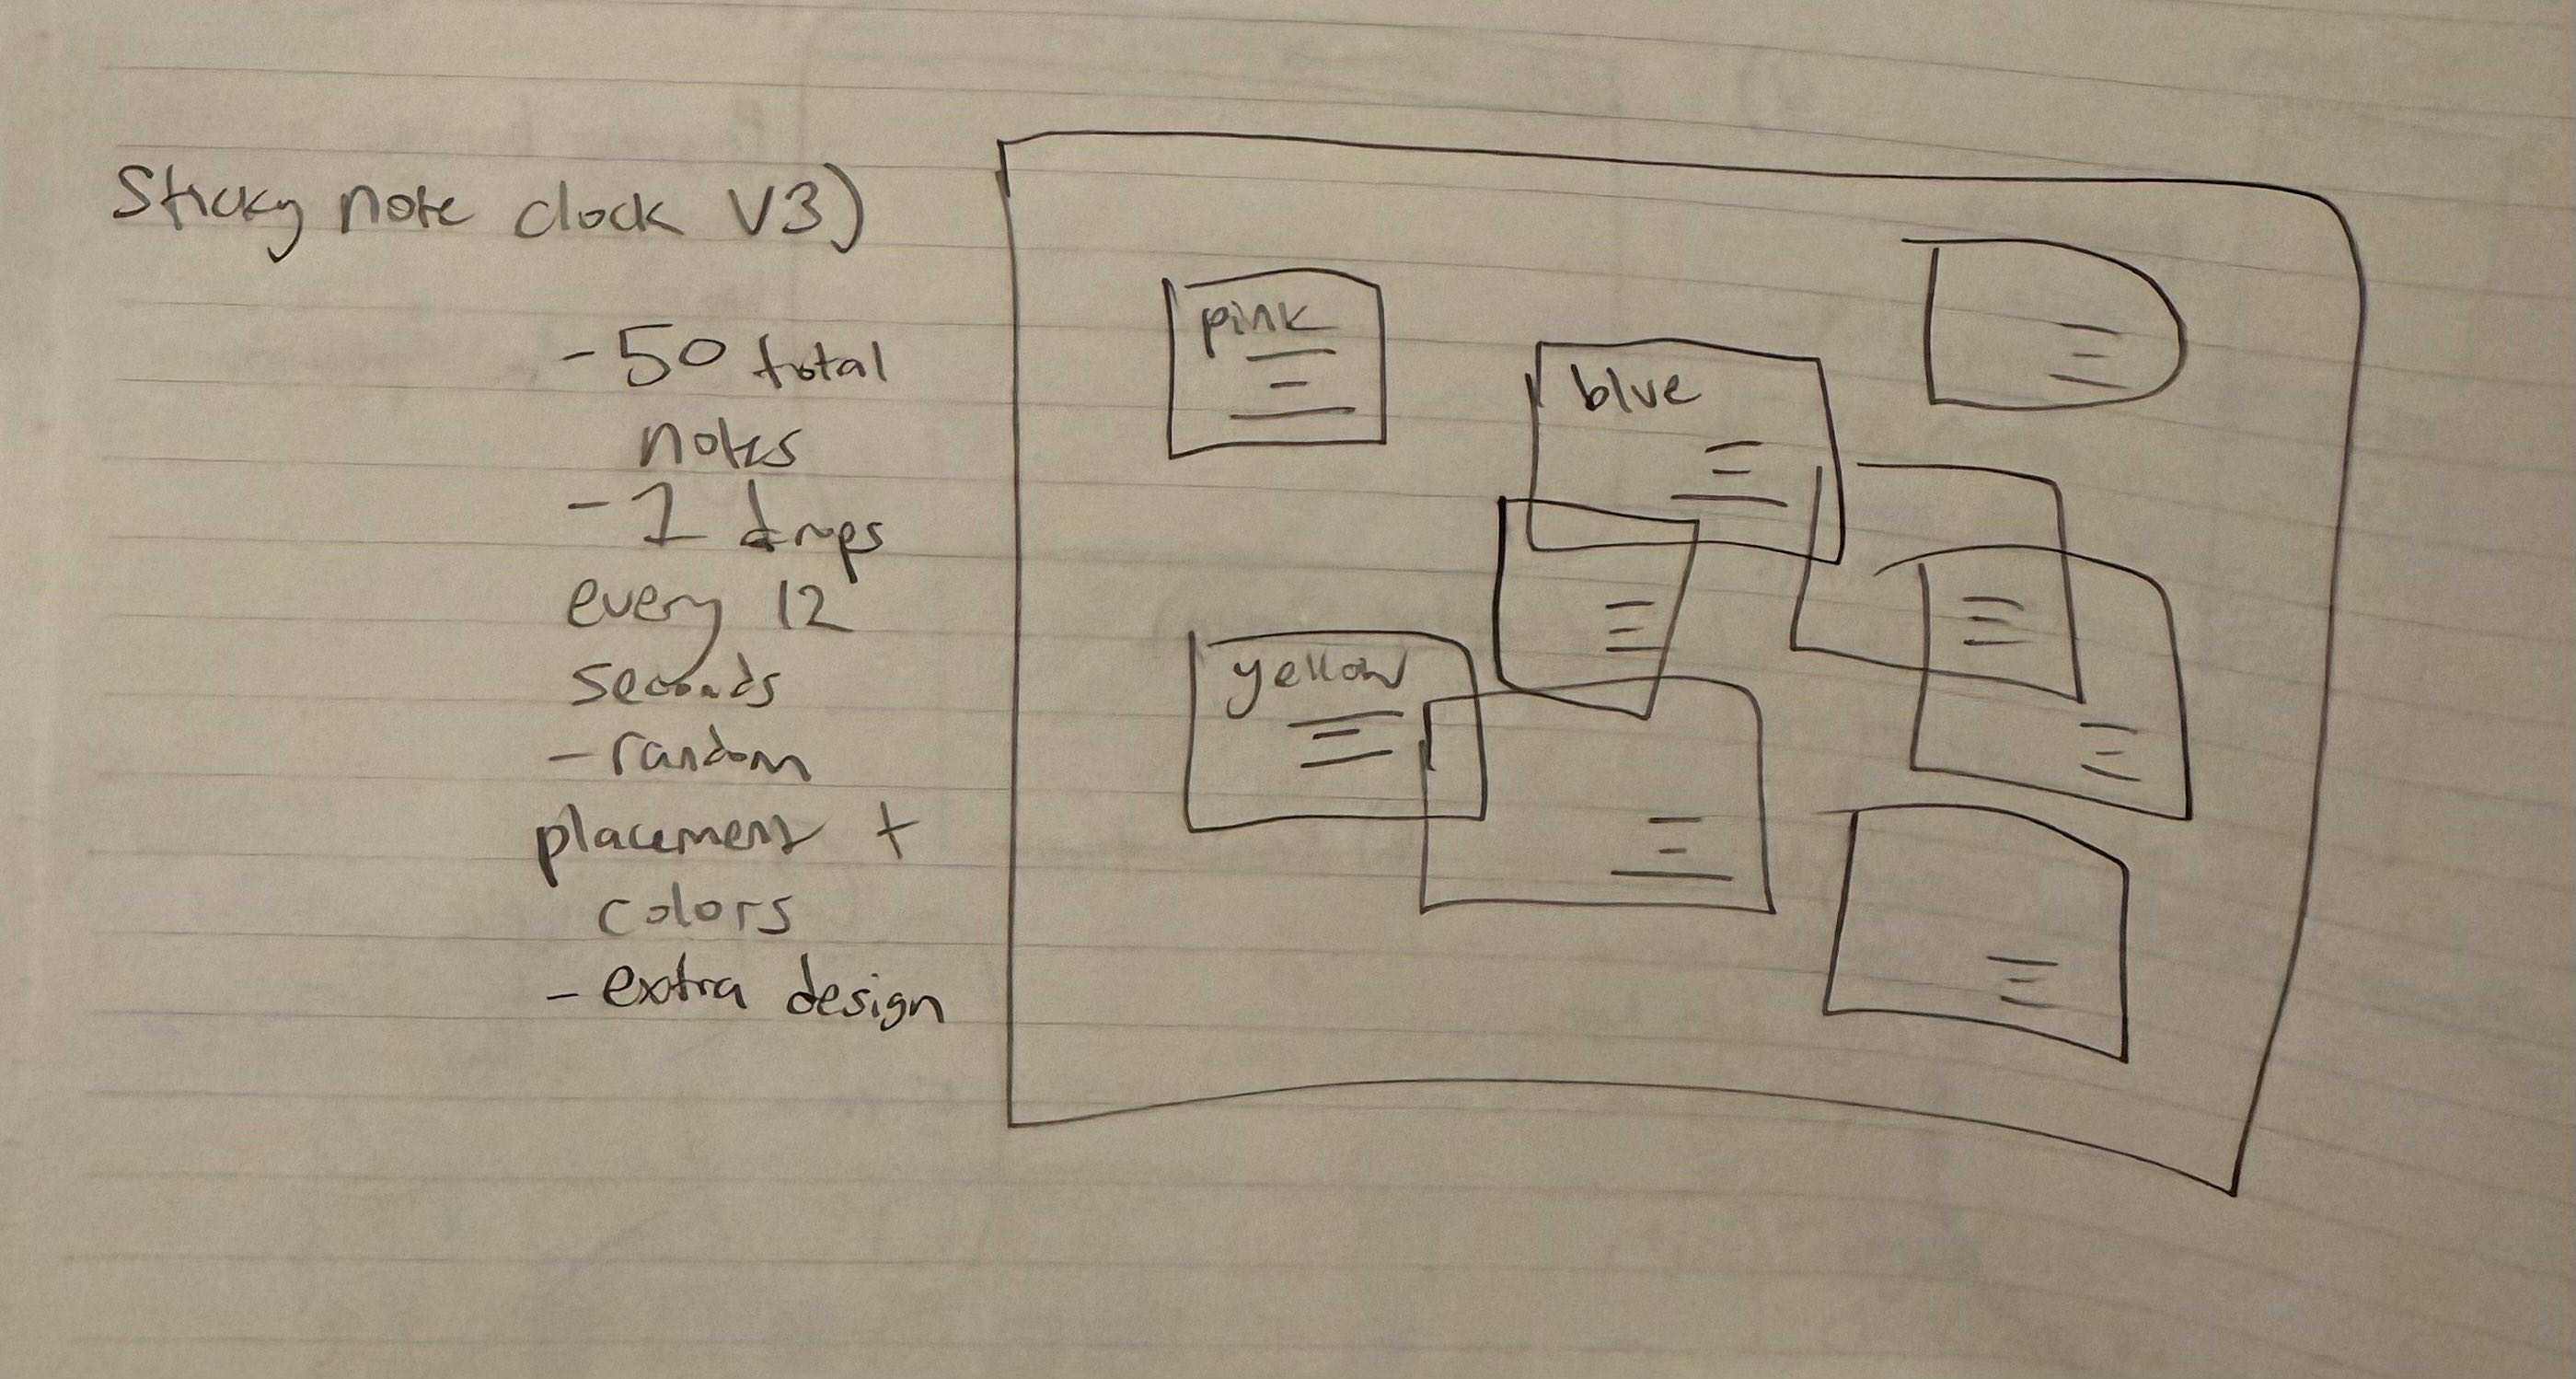 Sticky note clock V3)
- 50 total
notes
- 1 drops
every 12
seconds
- random
placement +
colors
- extra design
pink
blue
yellow